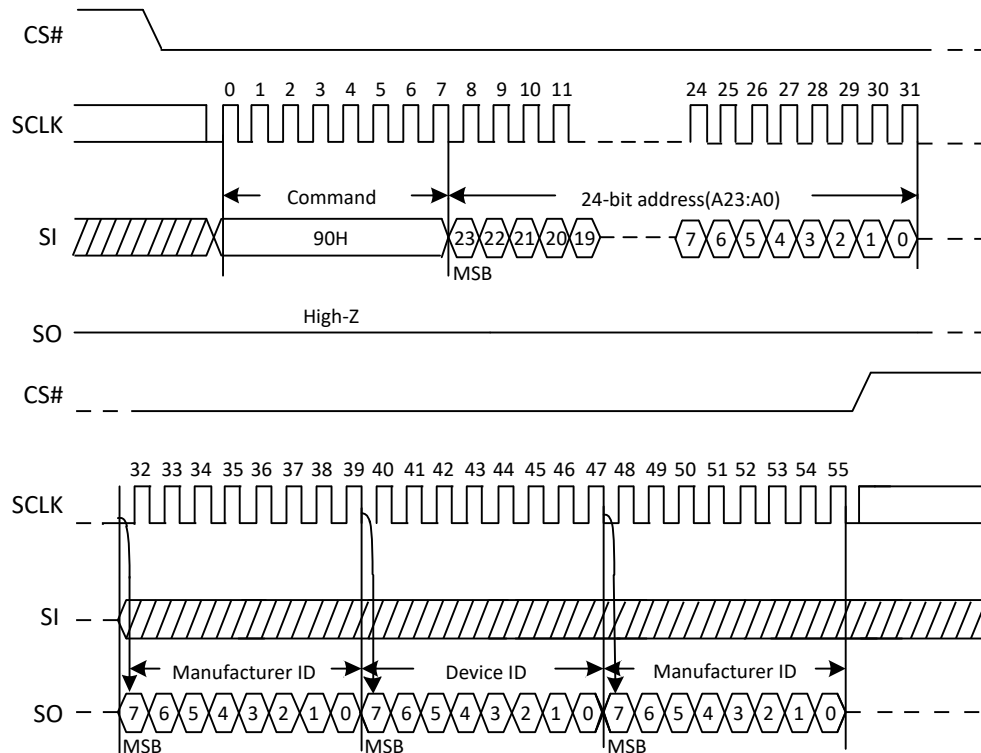 CS#
0 1 2 3 4 5 6 7 8 9 10 11 24 25 26 27 28 29 30 31
SCLK
Command 24-bit address(A23:A0)
SI 90H 23 22 21 20 19 7 6 5 4 3 2 1 0
MSB
High-Z
SO
CS#
32 33 34 35 36 37 38 39 40 41 42 43 44 45 46 47 48 49 50 51 52 53 54 55
SCLK
SI
Manufacturer ID Device ID Manufacturer ID
SO 7 6 5 4 3 2 1 0 7 6 5 4 3 2 1 0 7 6 5 4 3 2 1 0
MSB MSB MSB